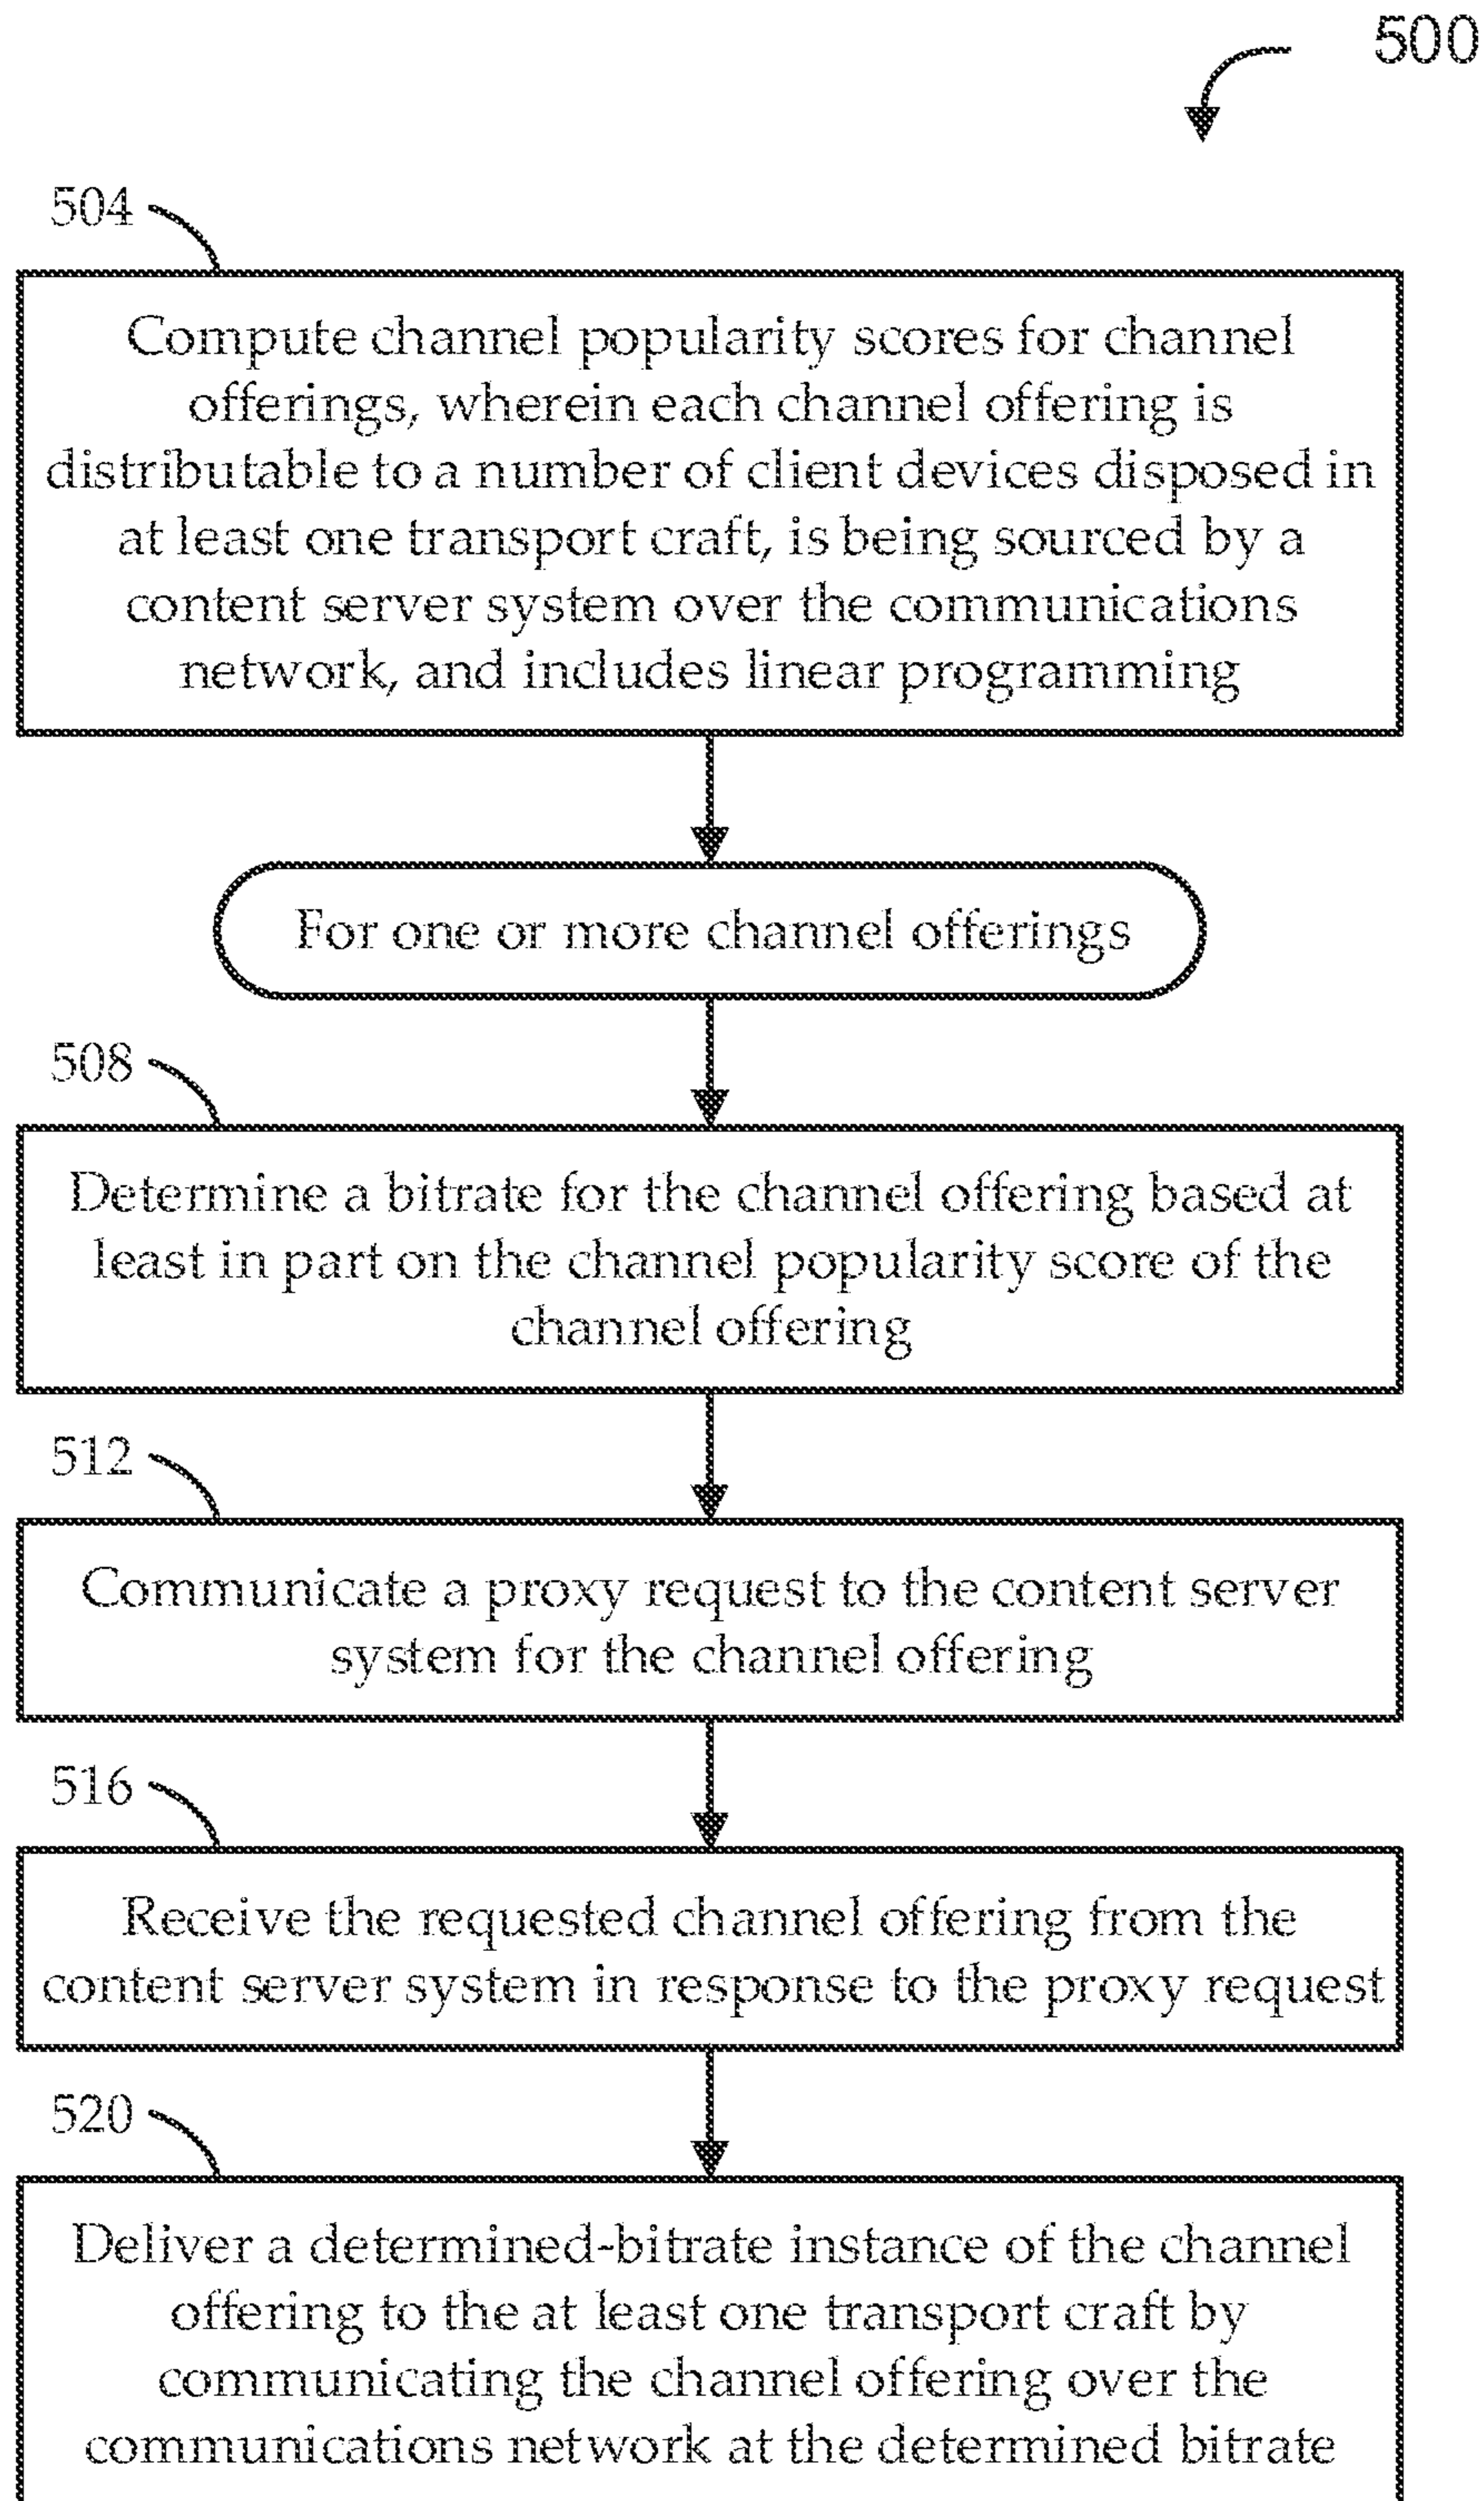 500
504
Compute channel popularity scores for channel
offerings, wherein each channel offering is
distributable to a number of client devices disposed in
at least one transport craft, is being sourced by a
content server system over the communications
network, and includes linear programming
For one or more channel offerings
508
Determine a bitrate for the channel offering based at
least in part on the channel popularity score of the
channel offering
512
Communicate a proxy request to the content server
system for the channel offering
516
Receive the requested channel offering from the
content server system in response to the proxy request
520
Deliver a determined-bitrate instance of the channel
offering to the at least one transport craft by
communicating the channel offering over the
communications network at the determined bitrate